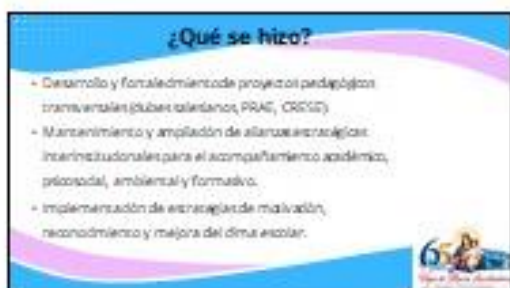 ¿Qué se hizo?
• Desarrollo y fortalecimiento de proyectos pedagógicos
transversales (clubes salesianos, PRAE, CRESE).
• Mantenimiento y ampliación de alianzas estratégicas
interinstitucionales para el acompañamiento académico,
psicosocial, ambiental y formativo.
• Implementación de estrategias de motivación,
reconocimiento y mejora del clima escolar.
65